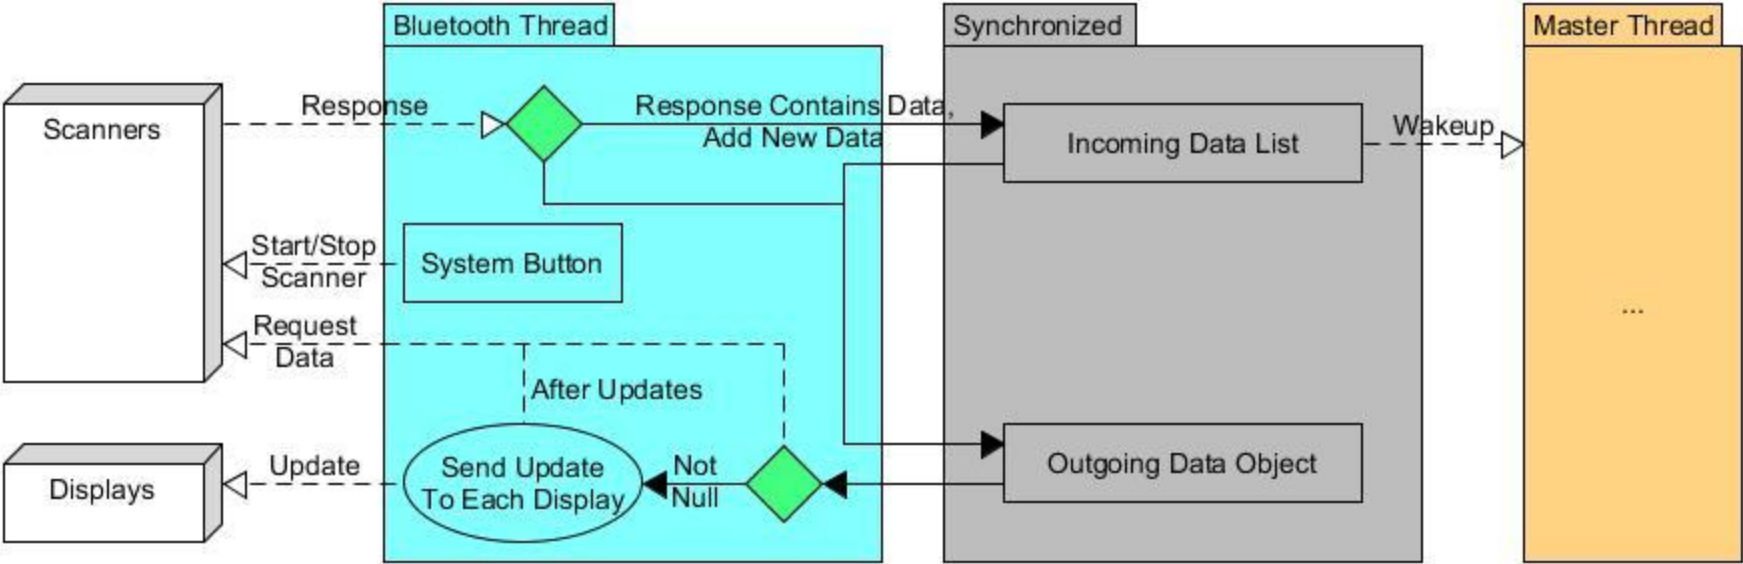 Bluetooth Thread
Synchronized
Master Thread
Scanners
Response
Response Contains Data,
Add New Data
Incoming Data List
Wakeup
Start/Stop
Scanner
System Button
Request
Data
...
After Updates
Displays
Update
Send Update
To Each Display
Not
Null
Outgoing Data Object